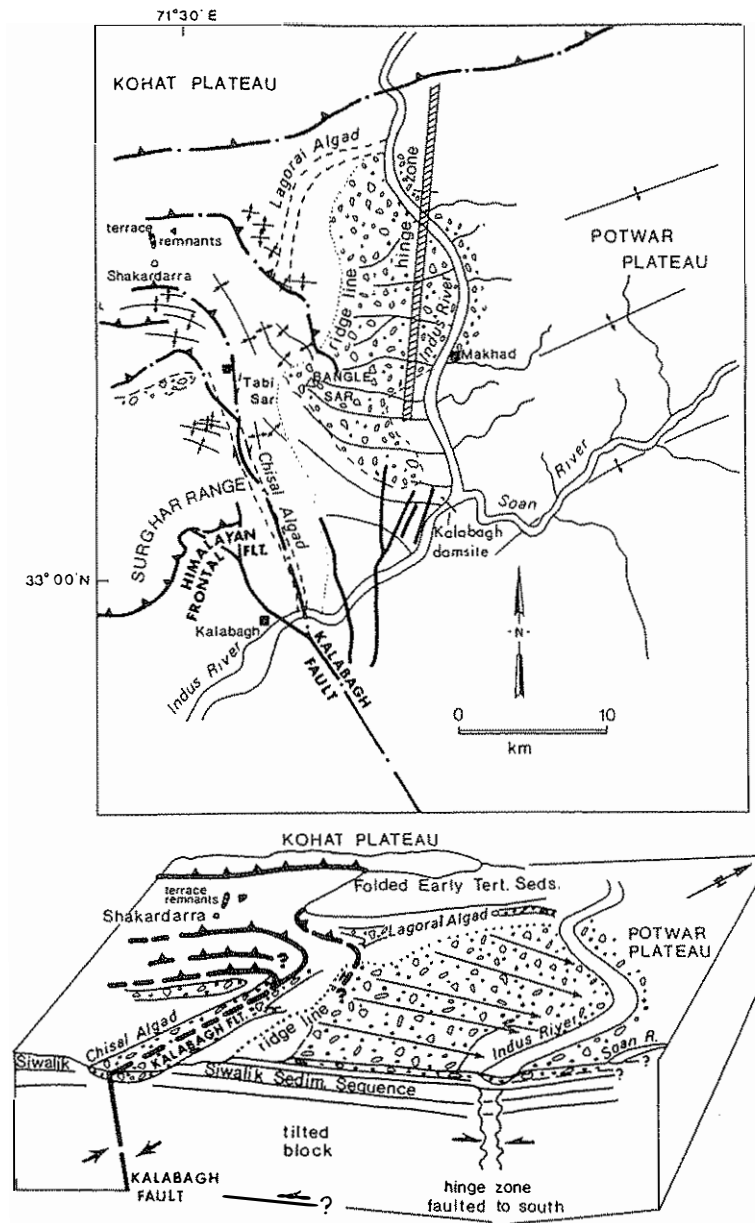 71°30' E
KOHAT PLATEAU
Lagorai Algad
hinge zone
terrace
remnants
POTWAR
PLATEAU
Shakardarra
ridge line
Indus River
Makhad
RANGLE
SAR
Tabi
Sar
Chisal Algad
Soan River
SURGHAR RANGE
Kalabagh
damsite
HIMALAYAN
FRONTAL FLT.
33°00'N
-N-
Kalabagh
KALABAGH
FAULT
Indus River
0 10
km
KOHAT PLATEAU
Folded Early Tert. Seds.
N
terrace
remnants
Lagorai Algad
Shakardarra
POTWAR
PLATEAU
?
?
Chisal Algad
KALABAGH FLT.
ridge line
Indus River
Soan R.
Siwalik
Siwalik Sedim. Sequence
?
tilted
block
KALABAGH
FAULT
?
hinge zone
faulted to south